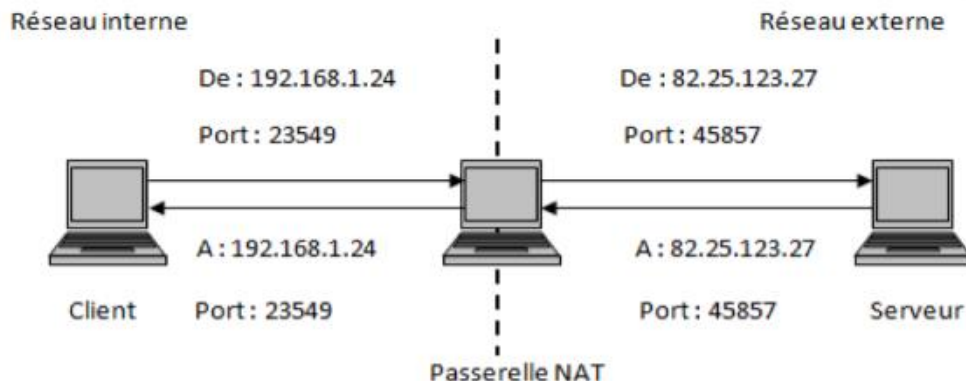 Réseau interne
Réseau externe
De : 192.168.1.24
De : 82.25.123.27
Port : 23549
Port : 45857
A : 192.168.1.24
A : 82.25.123.27
Client
Port : 23549
Port : 45857
Serveur
Passerelle NAT